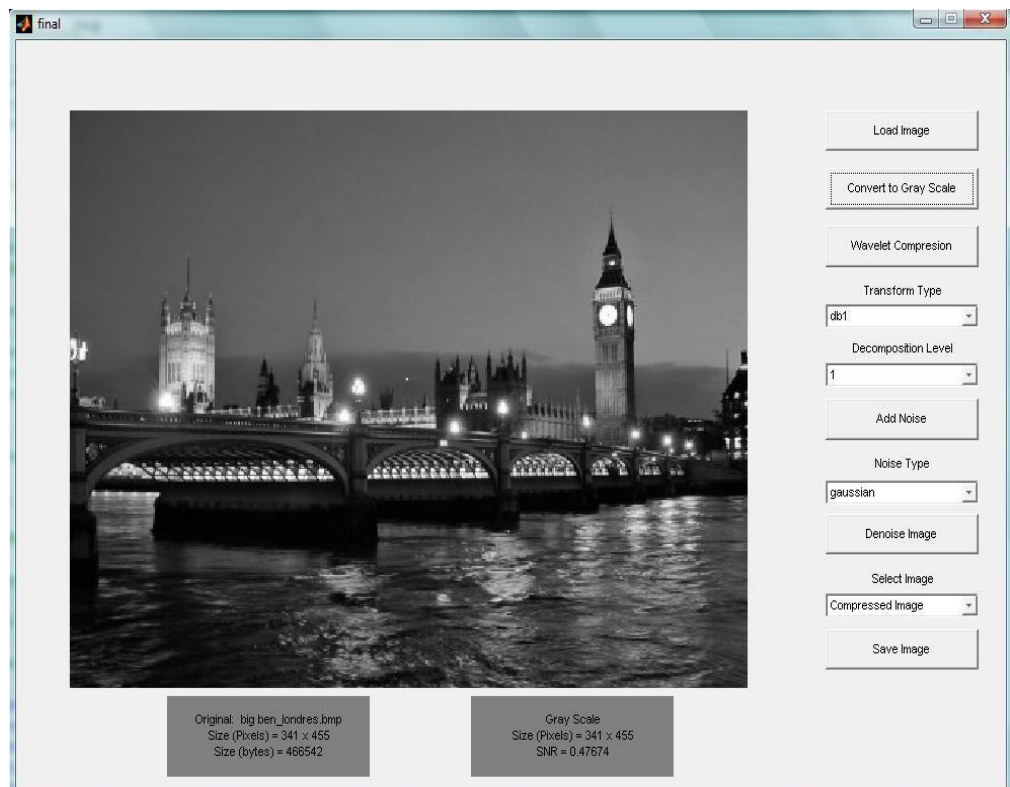 final
Load Image
Convert to Gray Scale
Wavelet Compresion
Transform Type
db1
Decomposition Level
1
Add Noise
Noise Type
gaussian
Denoise Image
Select Image
Compressed Image
Save Image
Original: big ben_londres.bmp
Size (Pixels) = 341 x 455
Size (bytes) = 466542
Gray Scale
Size (Pixels) = 341 x 455
SNR = 0.47674